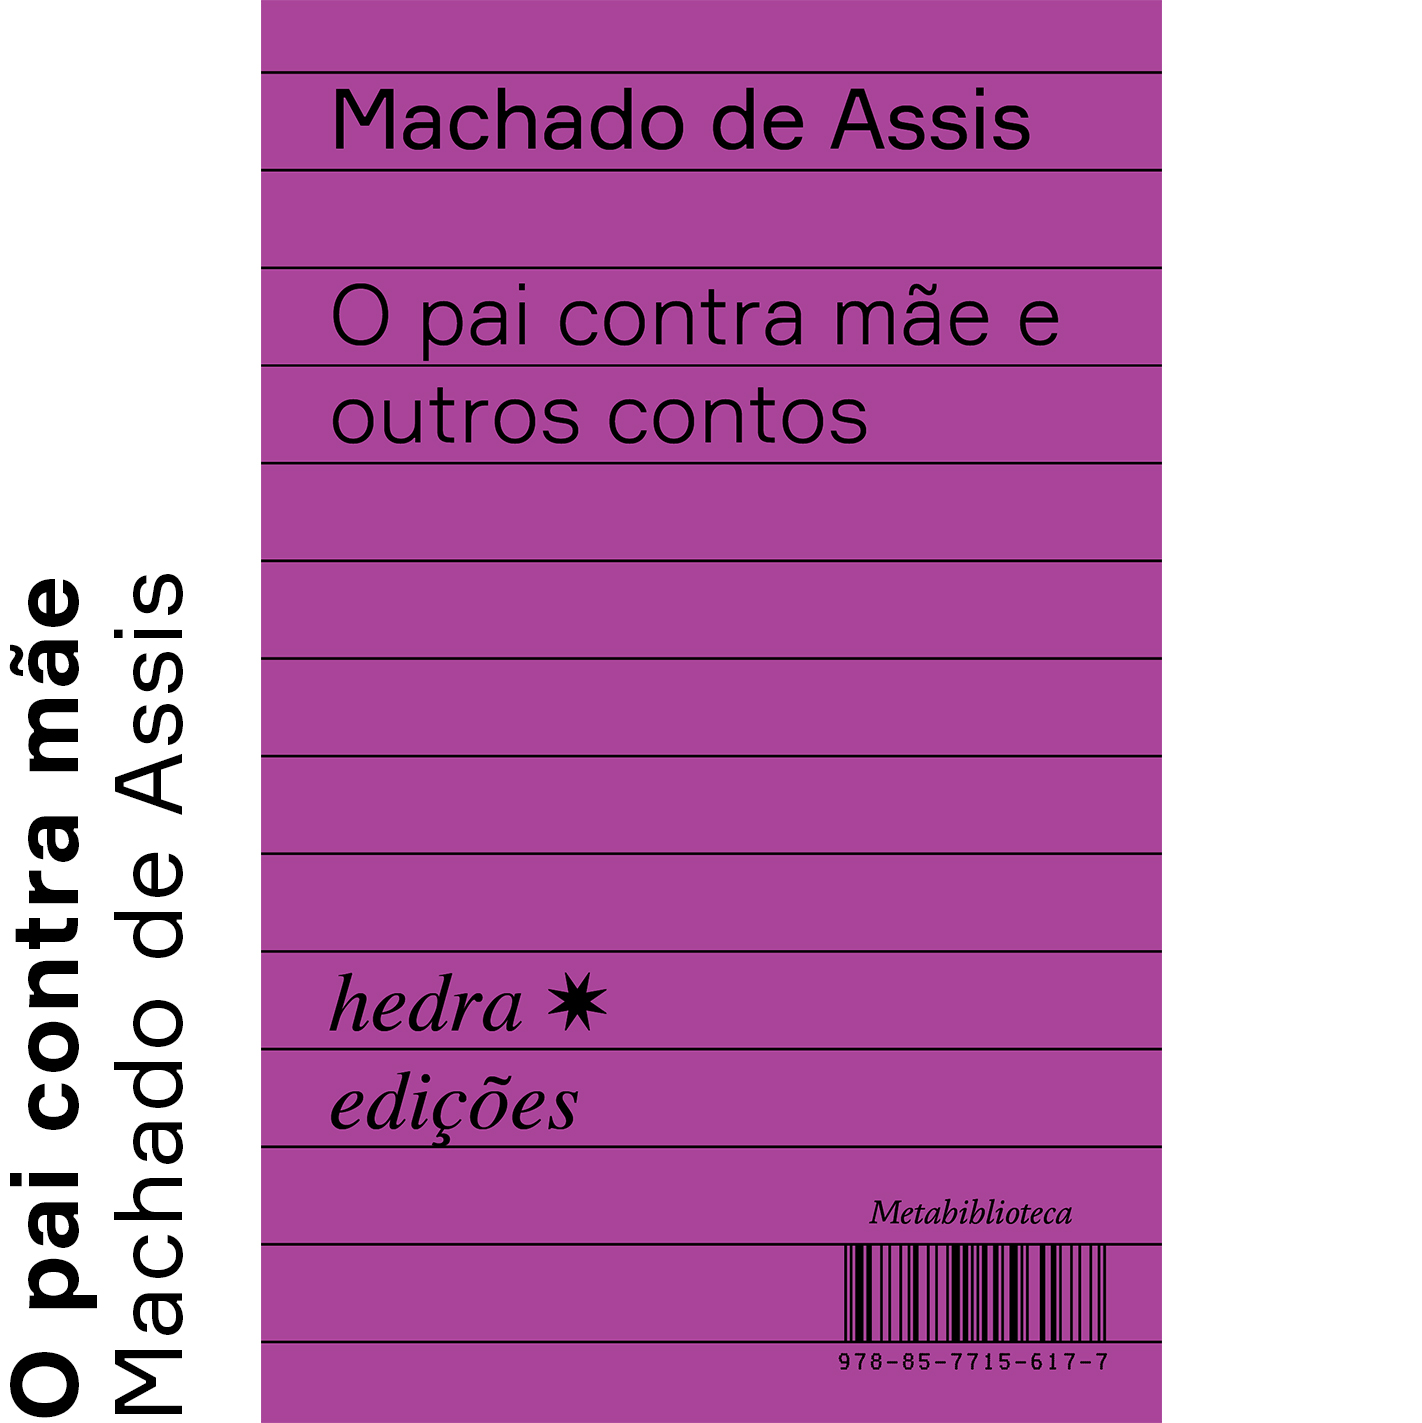 O pai contra mãe
Machado de Assis
Machado de Assis
O pai contra mãe e
outros contos
hedra
edições
Metabiblioteca
978-85-7715-617-7